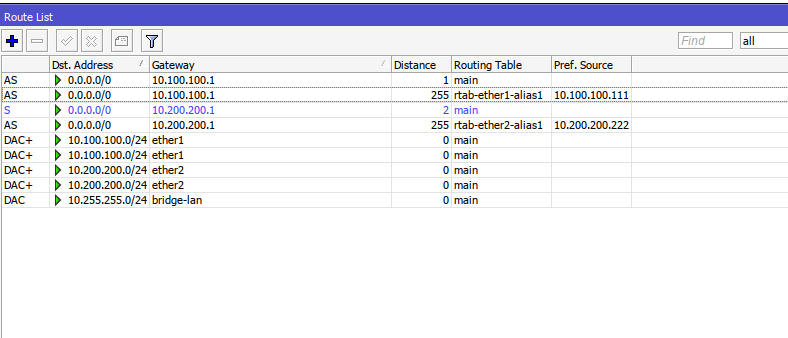 Route List
Find all
Dst. Address Gateway Distance Routing Table Pref. Source
AS 0.0.0.0/0 10.100.100.1 1 main
AS 0.0.0.0/0 10.100.100.1 255 rtab-ether1-alias1 10.100.100.111
S 0.0.0.0/0 10.200.200.1 2 main
AS 0.0.0.0/0 10.200.200.1 255 rtab-ether2-alias1 10.200.200.222
DAC+ 10.100.100.0/24 ether1 0 main
DAC+ 10.100.100.0/24 ether1 0 main
DAC+ 10.200.200.0/24 ether2 0 main
DAC+ 10.200.200.0/24 ether2 0 main
DAC 10.255.255.0/24 bridge-lan 0 main